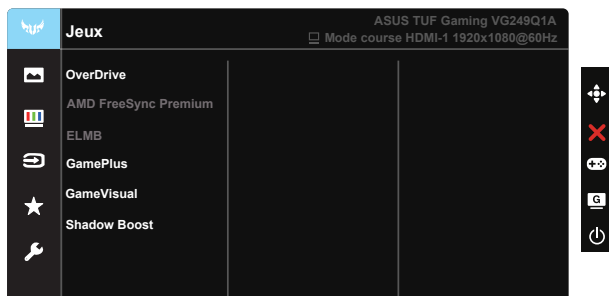 Jeux
ASUS TUF Gaming VG249Q1A
Mode course HDMI-1 1920x1080@60Hz
OverDrive
AMD FreeSync Premium
ELMB
GamePlus
GameVisual
Shadow Boost
G